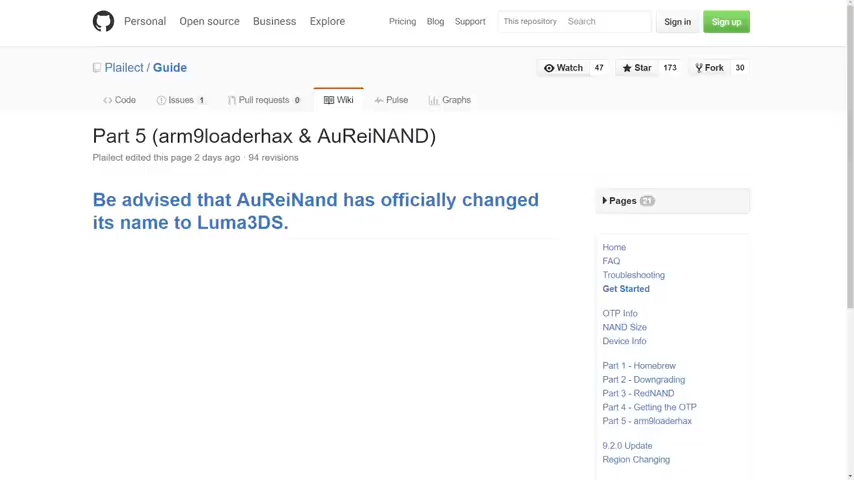 Personal Open source Business Explore Pricing Blog Support This repository Search Sign in Sign up
Plailect / Guide Watch 47 Star 173 Fork 30
Code Issues 1 Pull requests 0 Wiki Pulse Graphs
Part 5 (arm9loaderhax & AuReiNAND)
Plailect edited this page 2 days ago · 94 revisions
Be advised that AuReiNand has officially changed
its name to Luma3DS.
Pages 21
Home
FAQ
Troubleshooting
Get Started
OTP Info
NAND Size
Device Info
Part 1 - Homebrew
Part 2 - Downgrading
Part 3 - RedNAND
Part 4 - Getting the OTP
Part 5 - arm9loaderhax
9.2.0 Update
Region Changing